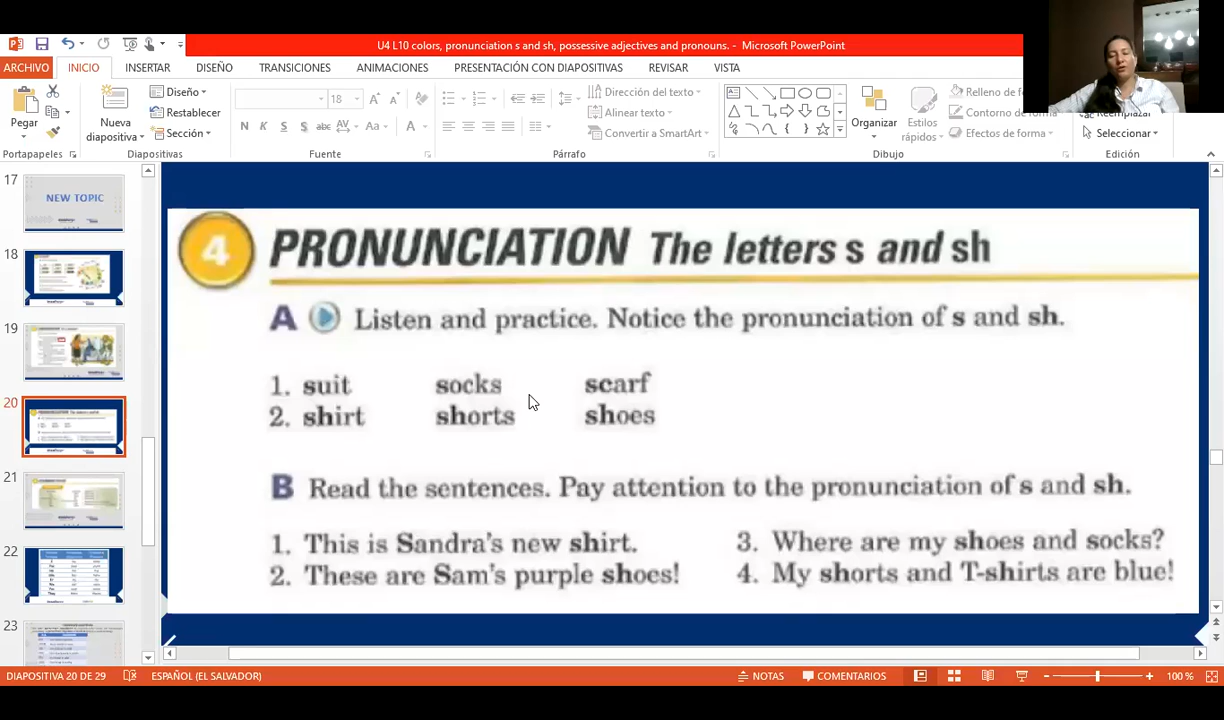 U4 L10 colors, pronunciation s and sh, possessive adjectives and pronouns. - Microsoft PowerPoint
ARCHIVO INICIO INSERTAR DISEÑO TRANSICIONES ANIMACIONES PRESENTACIÓN CON DIAPOSITIVAS REVISAR VISTA
Pegar
Nueva diapositiva
Diseño
Restablecer
Sección
18
N K S S abc AV Aa A
Dirección del texto
Alinear texto
Convertir a SmartArt
Organizar
Estilos rápidos
Relleno de fo
Contorno de forma
Efectos de forma
Reemplazar
Seleccionar
Portapapeles Diapositivas Fuente Párrafo Dibujo Edición
17
NEW TOPIC
18
19
20
21
22
23
4 PRONUNCIATION The letters s and sh
A Listen and practice. Notice the pronunciation of s and sh.
1. suit socks scarf
2. shirt shorts shoes
B Read the sentences. Pay attention to the pronunciation of s and sh.
1. This is Sandra's new shirt.
2. These are Sam's purple shoes!
3. Where are my shoes and socks?
4. My shorts and T-shirts are blue!
DIAPOSITIVA 20 DE 29 ESPAÑOL (EL SALVADOR) NOTAS COMENTARIOS 100 %